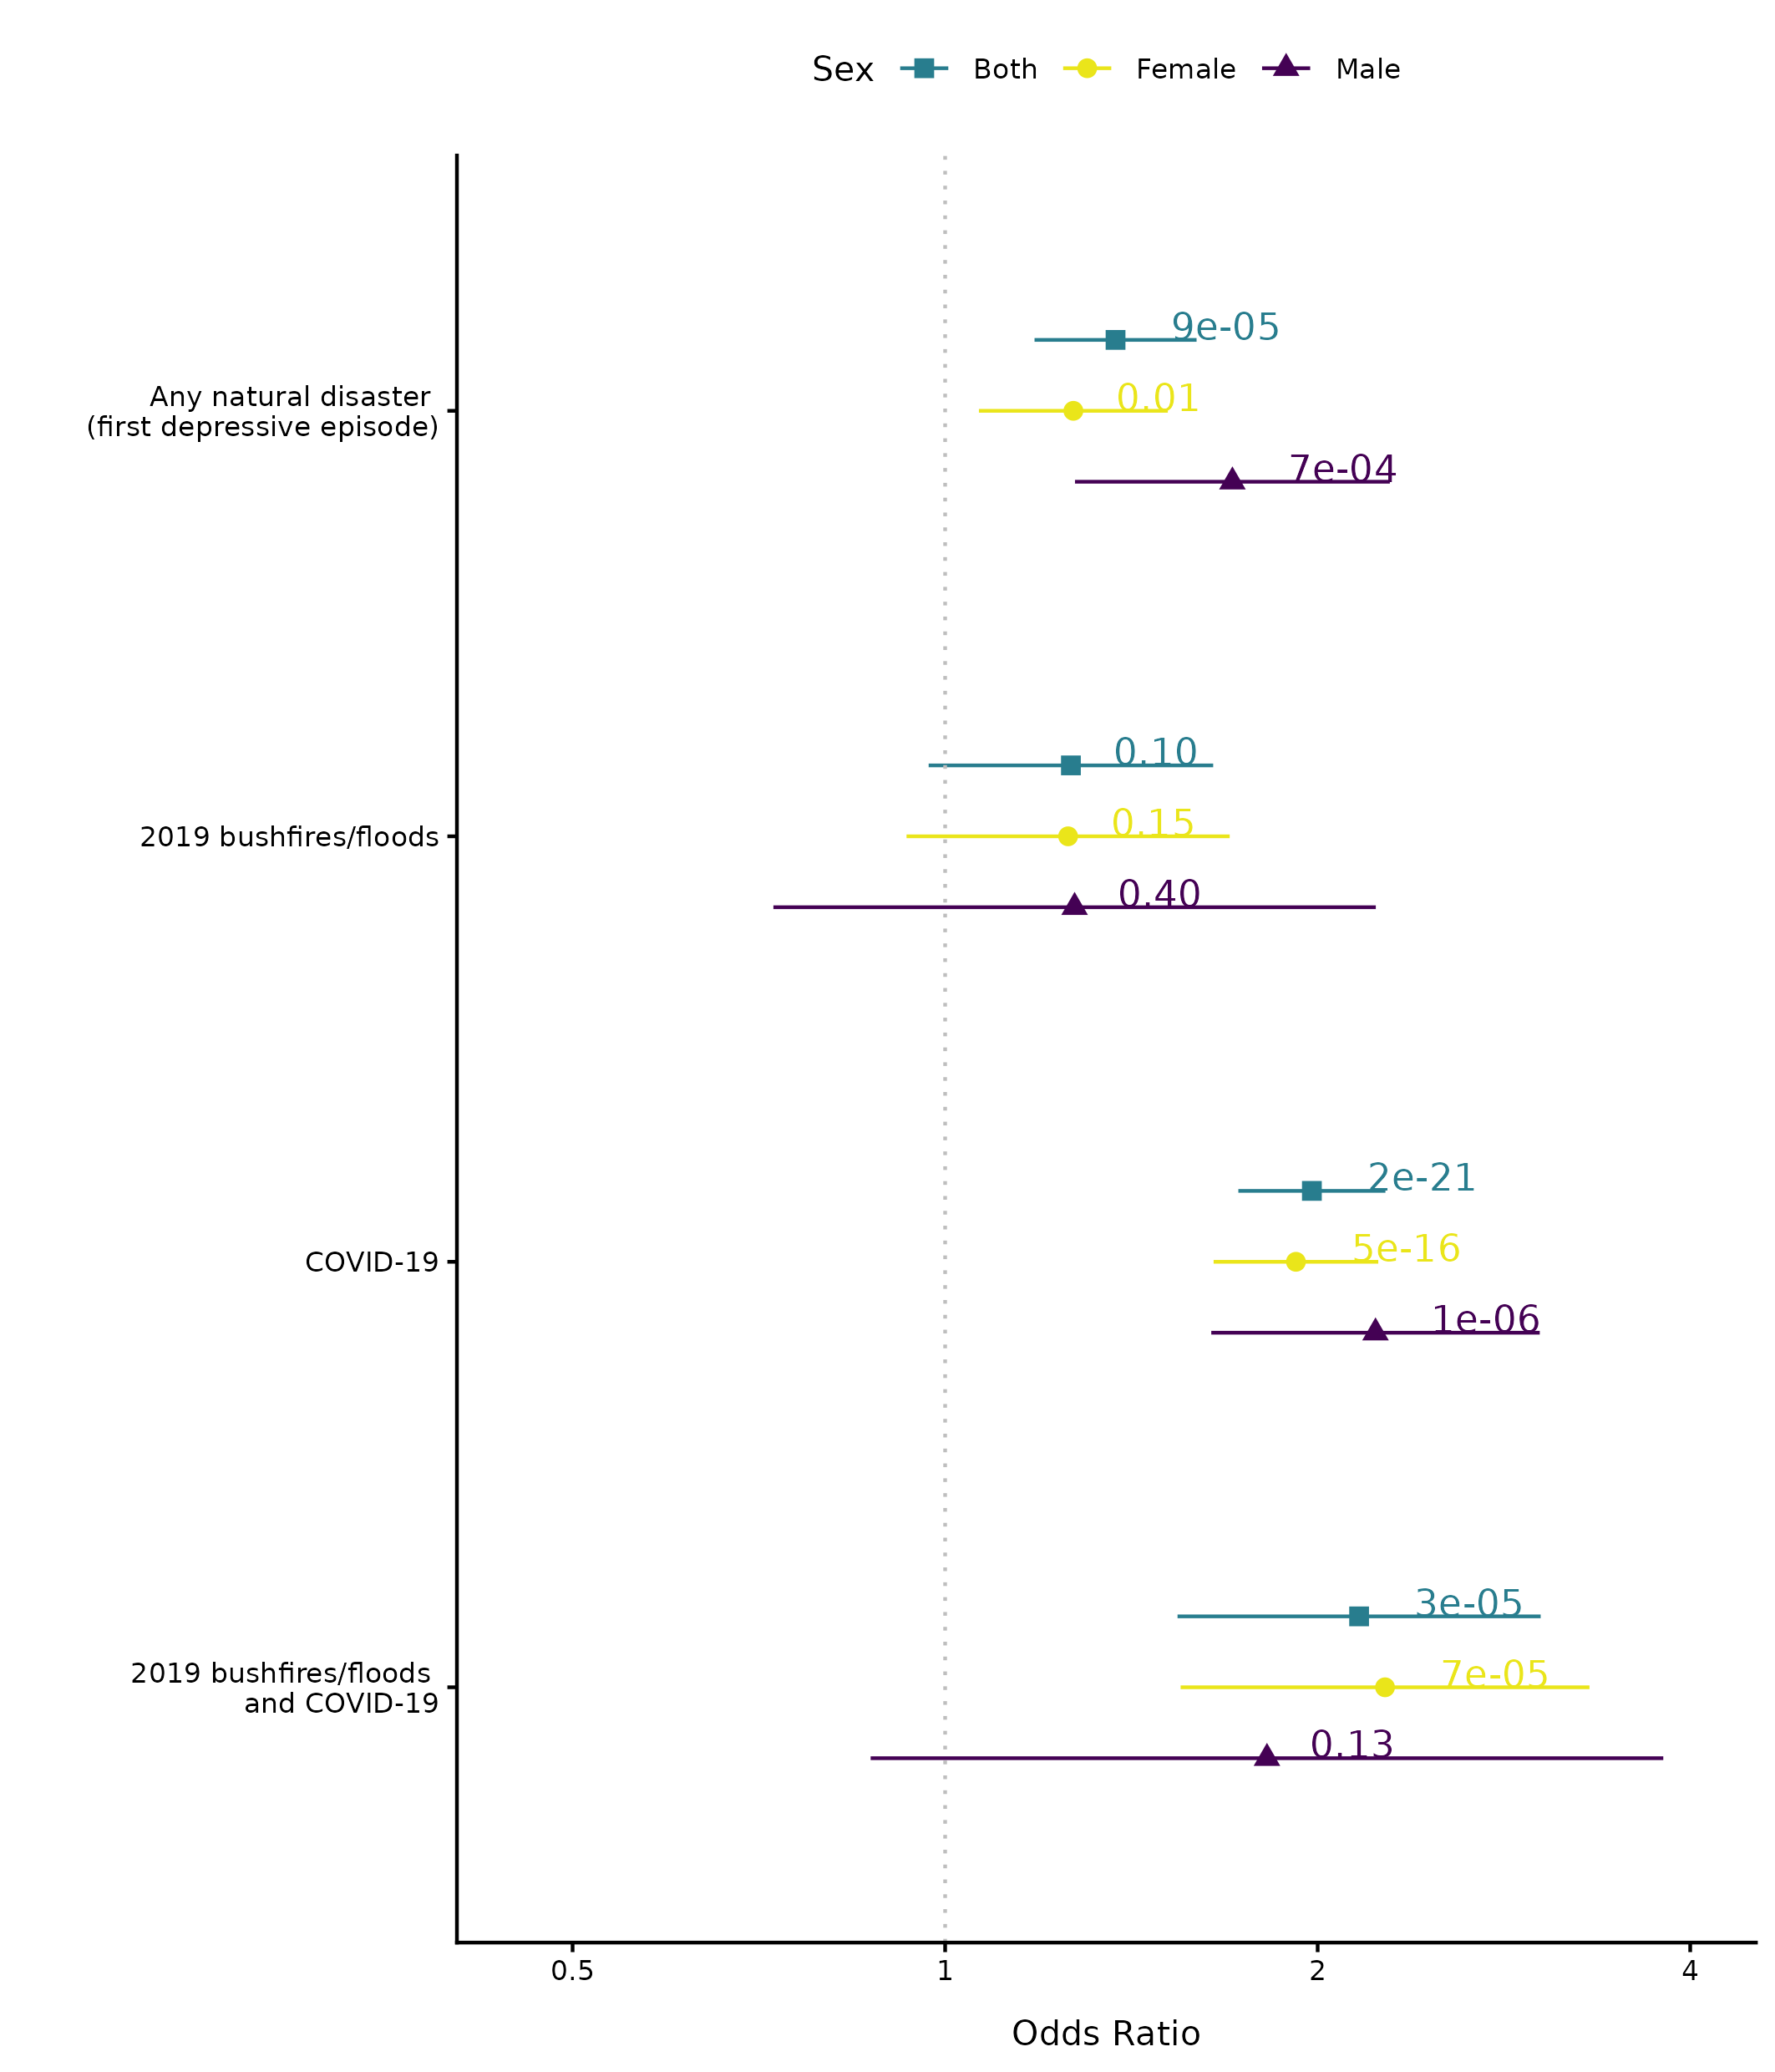 Sex Both Female Male
9e-05
Any natural disaster
0.01
(first depressive episode)
7e-04
0.10
2019 bushfires/floods
0.15
0.40
2e-21
COVID-19
5e-16
1e-06
3e-05
2019 bushfires/floods
7e-05
and COVID-19
0.13
0.5 1 2 4
Odds Ratio